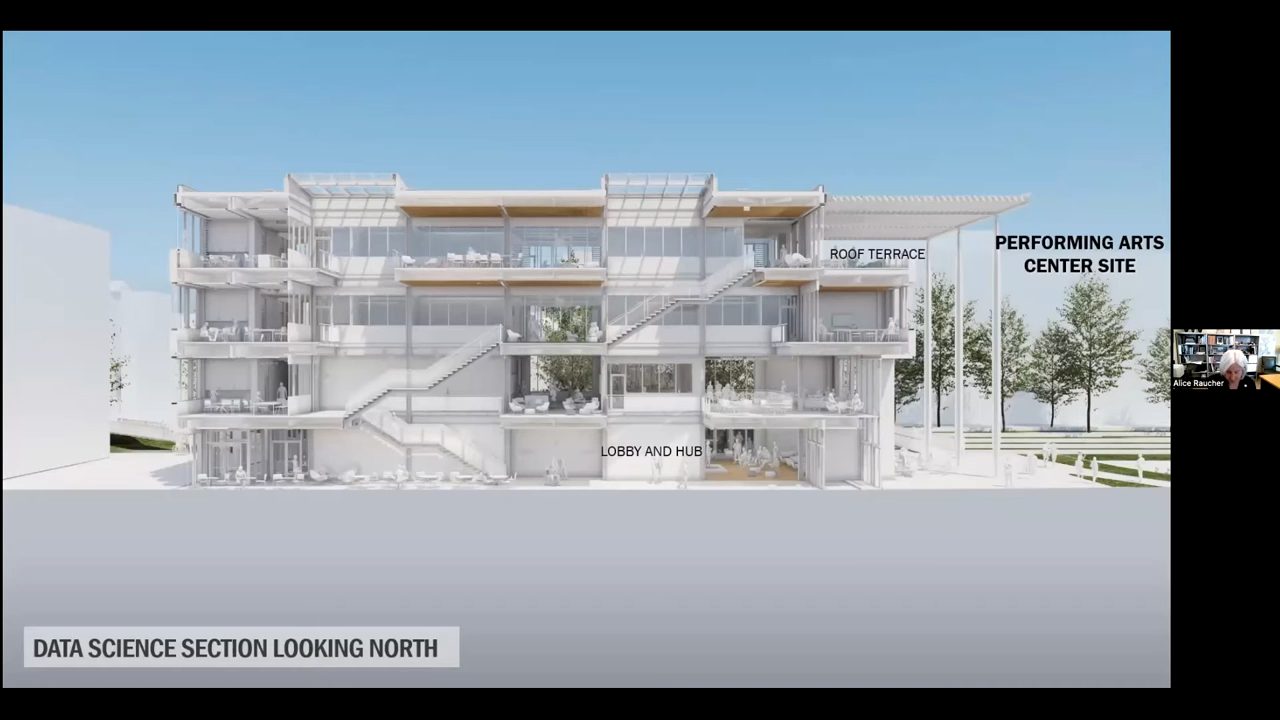 ROOF TERRACE
PERFORMING ARTS
CENTER SITE
Alice Raucher
LOBBY AND HUB
DATA SCIENCE SECTION LOOKING NORTH